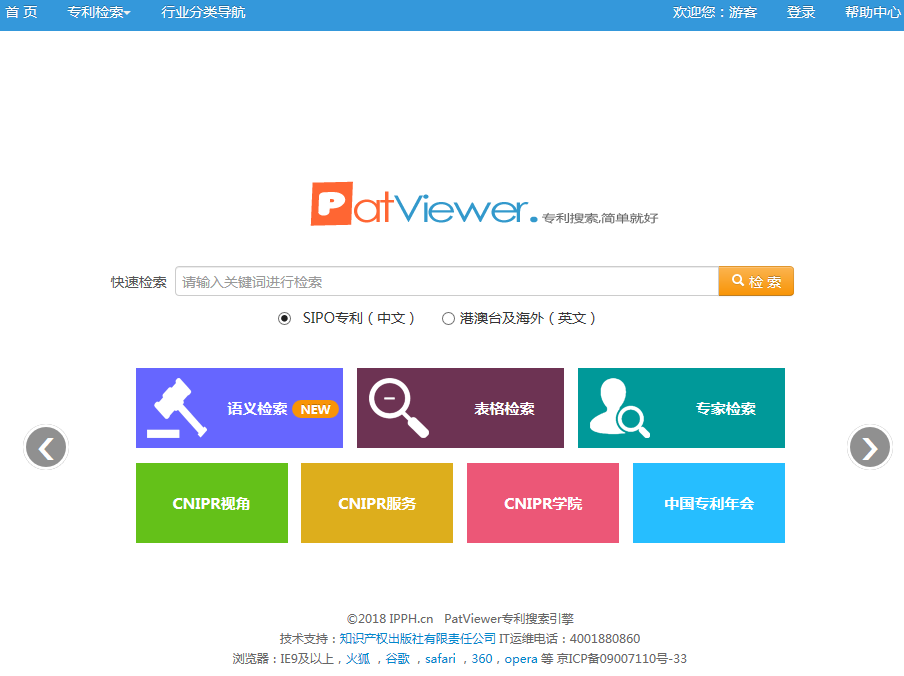 首 页 专利检索 行业分类导航 欢迎您：游客 登录 帮助中心
PatViewer. 专利搜索,简单就好
快速检索 请输入关键词进行检索 检 索
SIPO专利（中文） 港澳台及海外（英文）
语义检索 NEW 表格检索 专家检索
CNIPR视角 CNIPR服务 CNIPR学院 中国专利年会
©2018 IPPH.cn PatViewer专利搜索引擎
技术支持：知识产权出版社有限责任公司 IT运维电话：4001880860
浏览器：IE9及以上，火狐 ，谷歌 ，safari ，360，opera 等 京ICP备09007110号-33